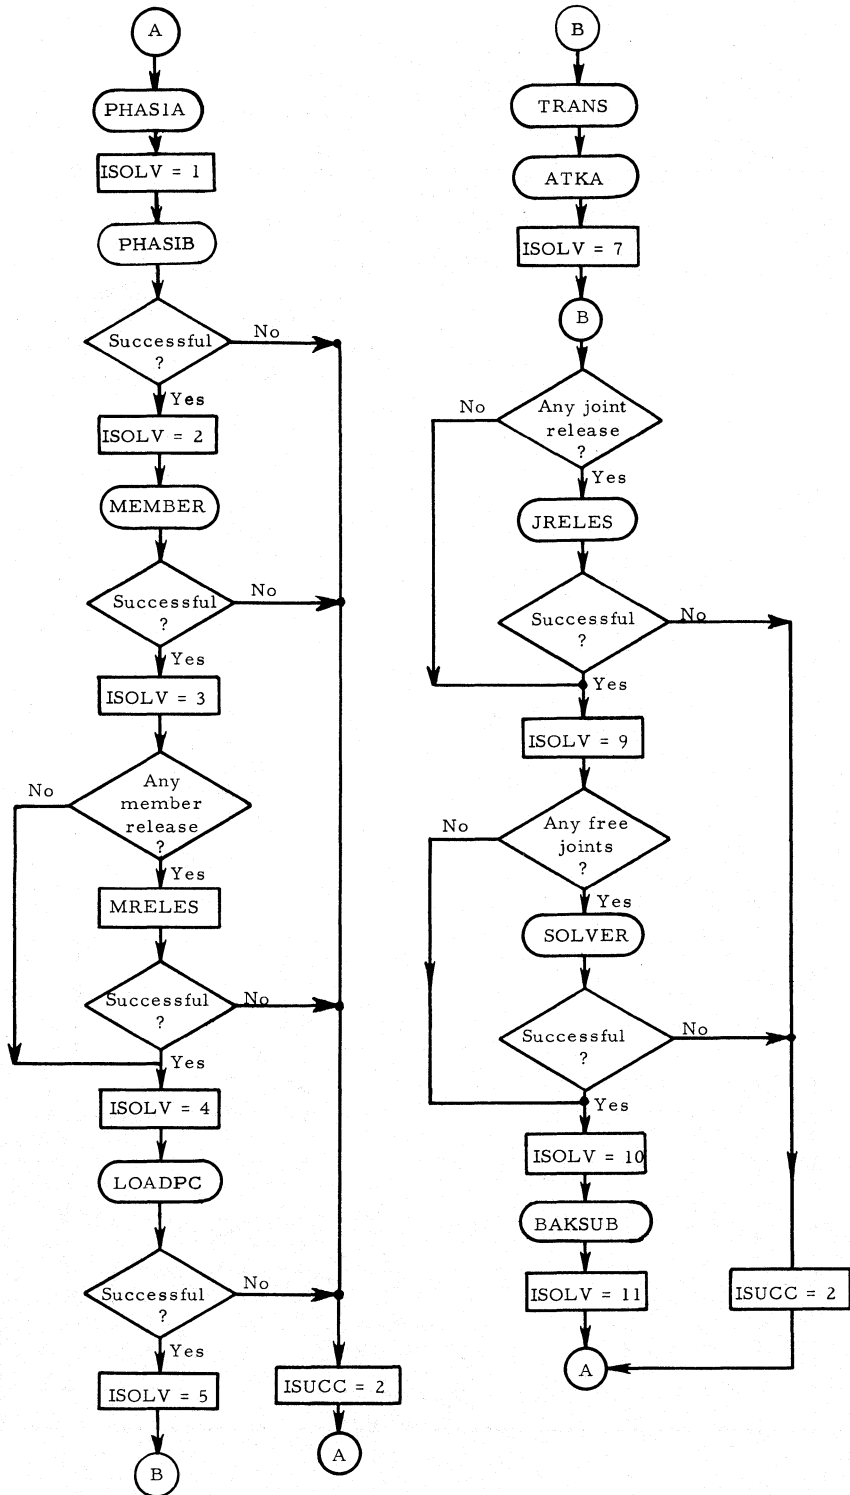 A
PHAS1A
ISOLV = 1
PHASIB
Successful
?
No
Yes
ISOLV = 2
MEMBER
Successful
?
No
Yes
ISOLV = 3
Any
member
release
?
No
Yes
MRELES
Successful
?
No
Yes
ISOLV = 4
LOADPC
Successful
?
No
Yes
ISOLV = 5
B
ISUCC = 2
A
B
TRANS
ATKA
ISOLV = 7
B
Any joint
release
?
No
Yes
JRELES
Successful
?
No
Yes
ISOLV = 9
Any free
joints
?
No
Yes
SOLVER
Successful
?
No
Yes
ISOLV = 10
BAKSUB
ISOLV = 11
A
ISUCC = 2